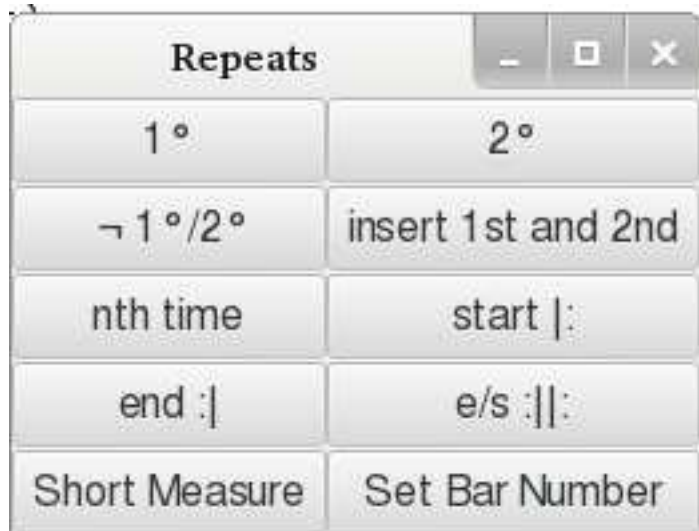 Repeats
1° 2°
¬ 1°/2° insert 1st and 2nd
nth time start |:
end :| e/s :||:
Short Measure Set Bar Number